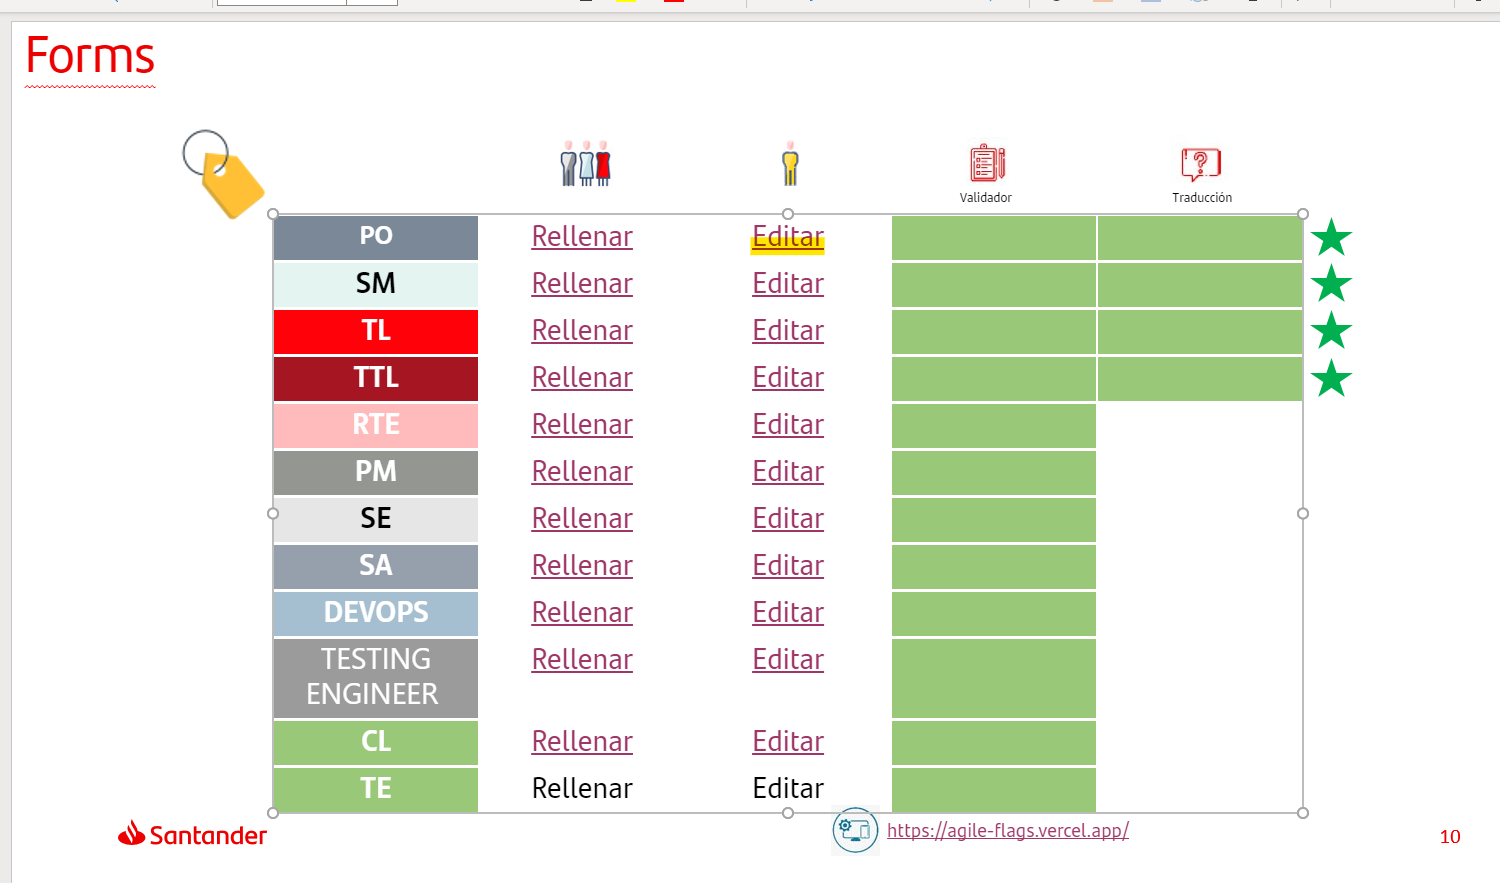 Forms
Validador
Traducción
PO Rellenar Editar
SM Rellenar Editar
TL Rellenar Editar
TTL Rellenar Editar
RTE Rellenar Editar
PM Rellenar Editar
SE Rellenar Editar
SA Rellenar Editar
DEVOPS Rellenar Editar
TESTING Rellenar Editar
ENGINEER
CL Rellenar Editar
TE Rellenar Editar
Santander
https://agile-flags.vercel.app/
10